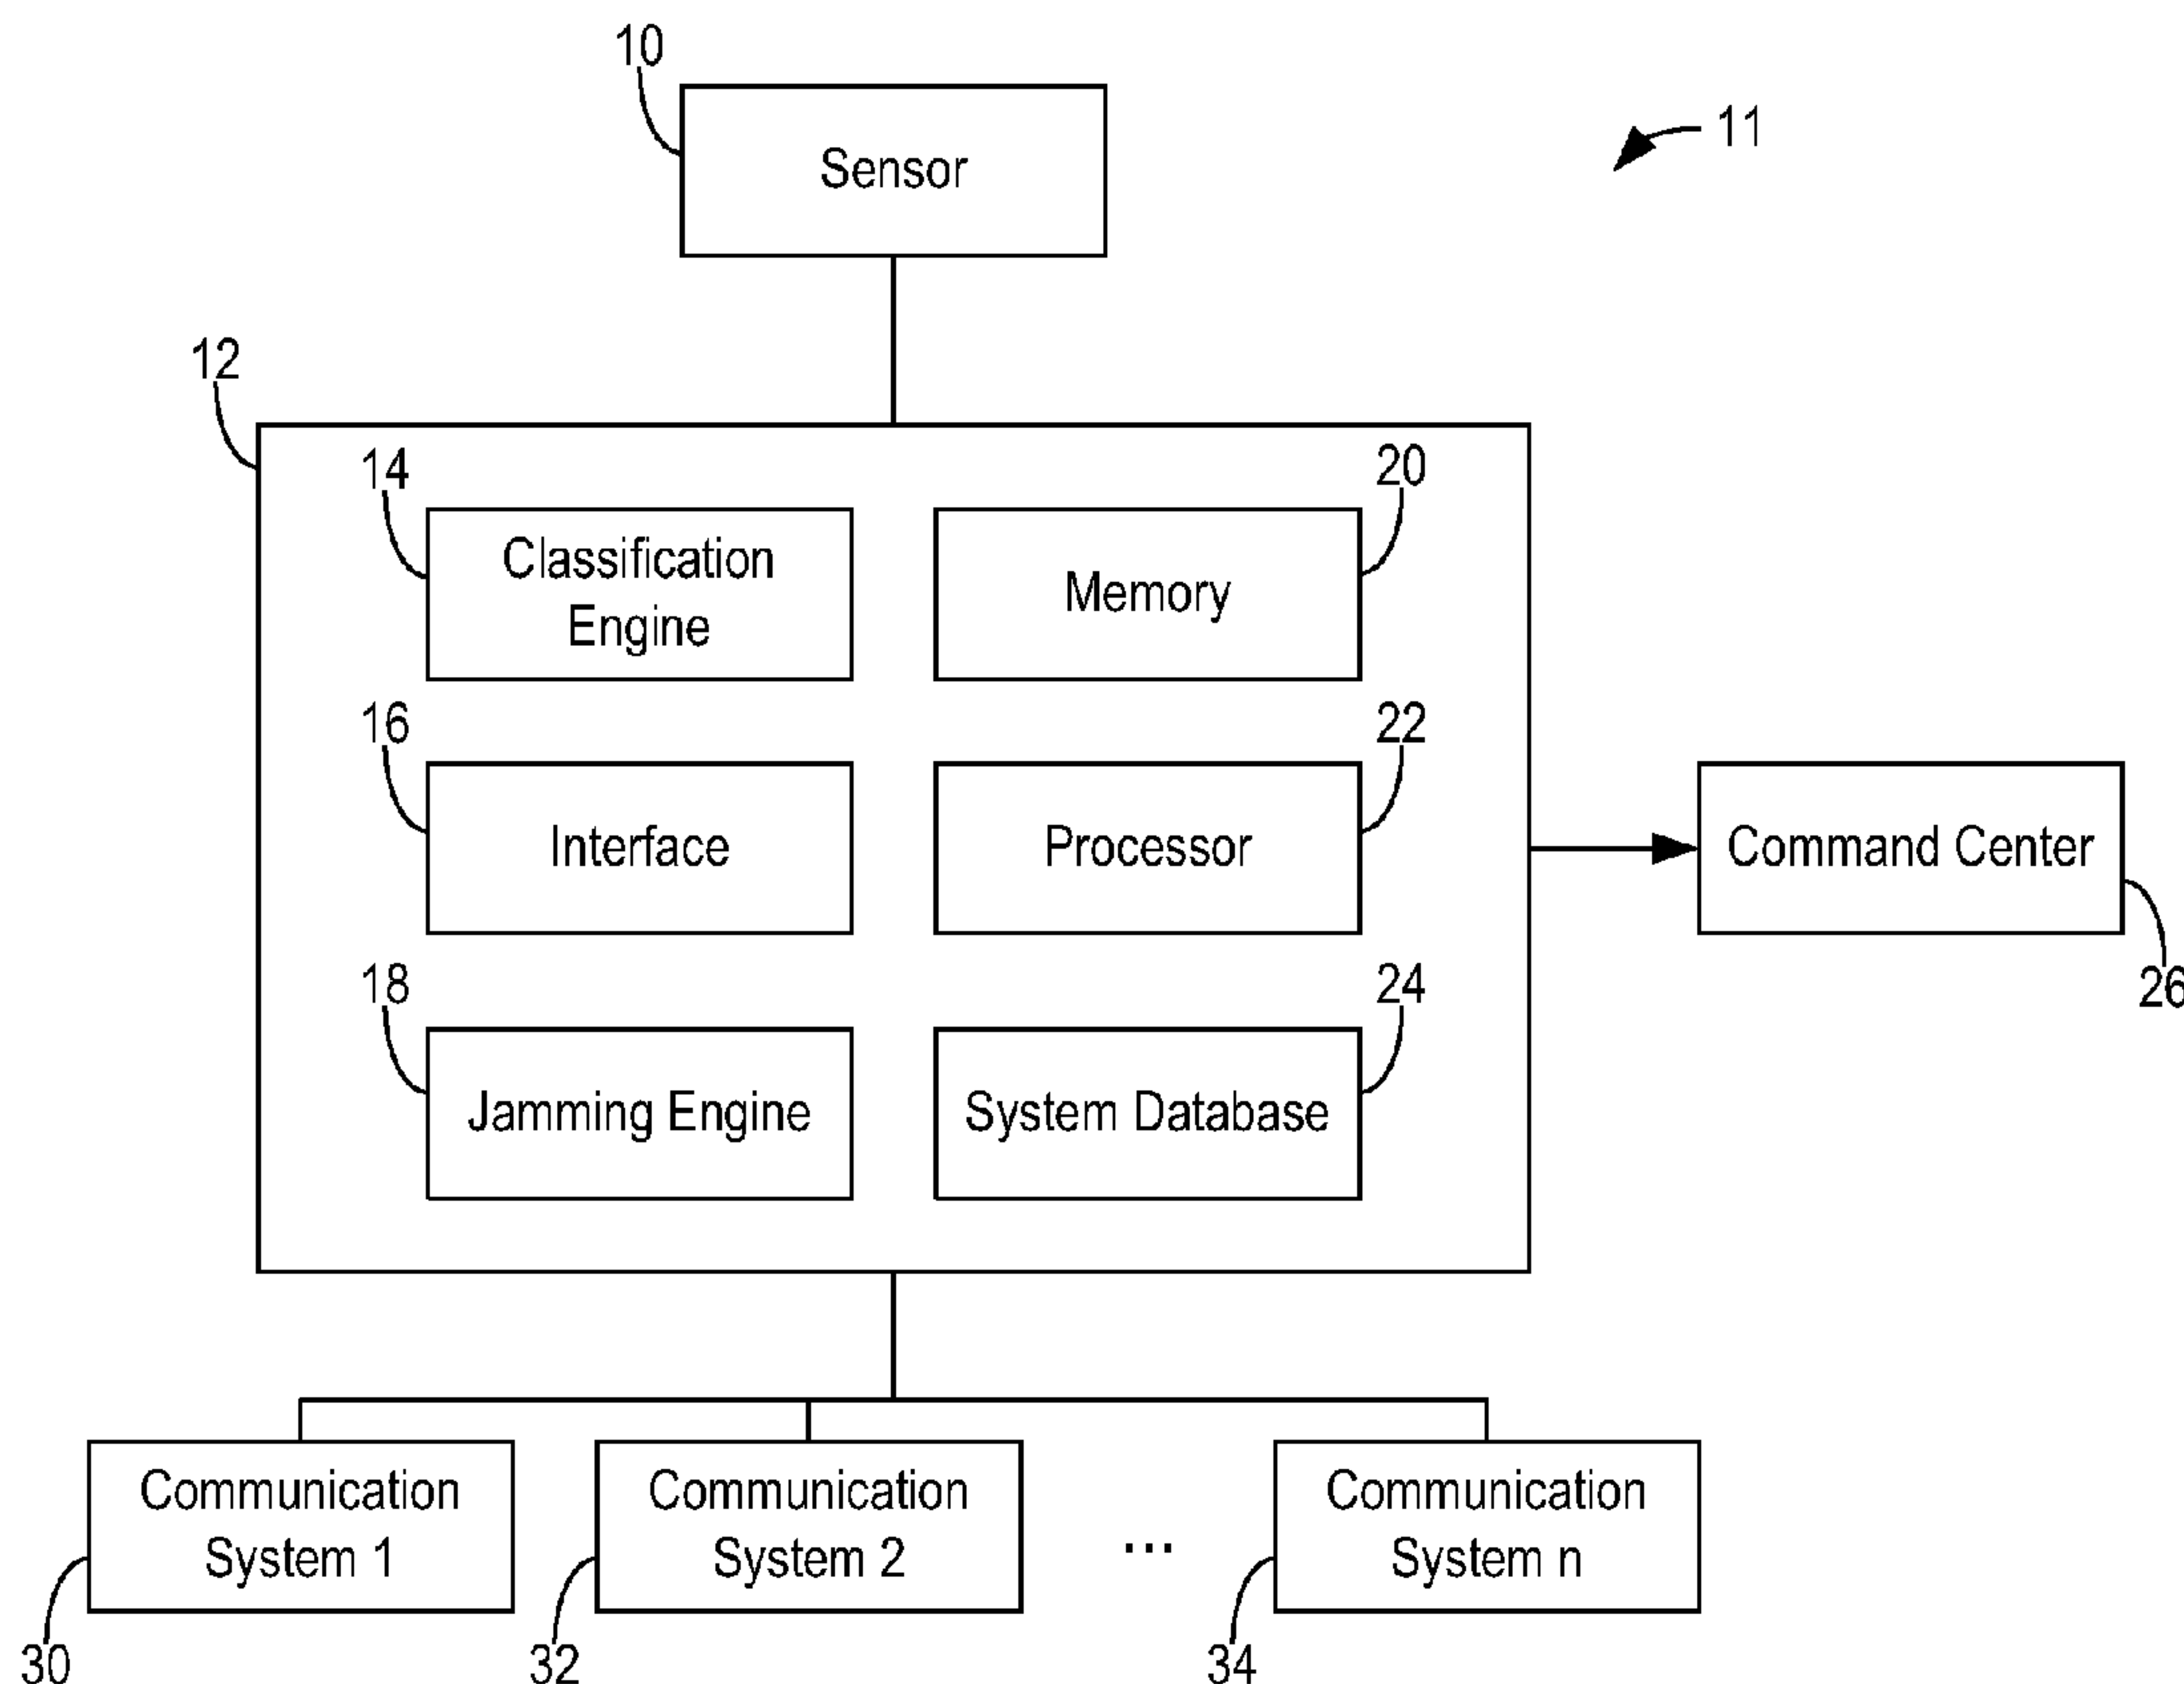 10
Sensor
11
12
14
Classification
Engine
20
Memory
16
Interface
22
Processor
Command Center
26
18
Jamming Engine
24
System Database
Communication
System 1
30
Communication
System 2
32
...
Communication
System n
34